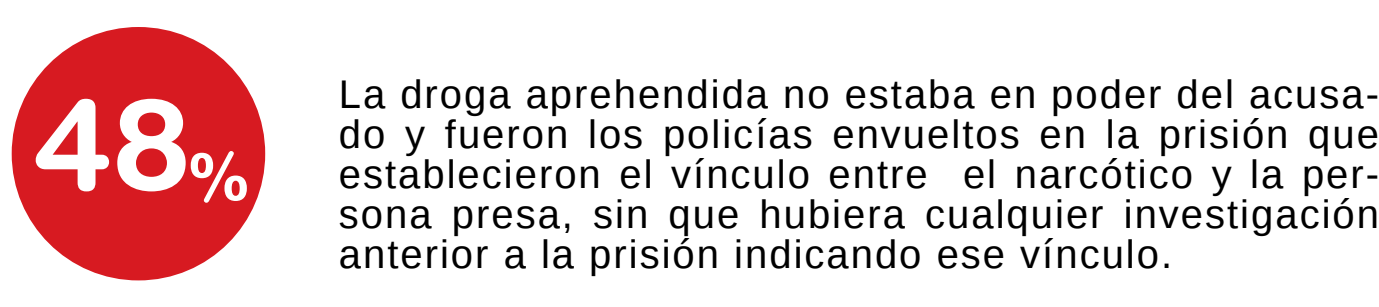 48%
La droga aprehendida no estaba en poder del acusa-
do y fueron los policías envueltos en la prisión que
establecieron el vínculo entre  el narcótico y la per-
sona presa, sin que hubiera cualquier investigación
anterior a la prisión indicando ese vínculo.